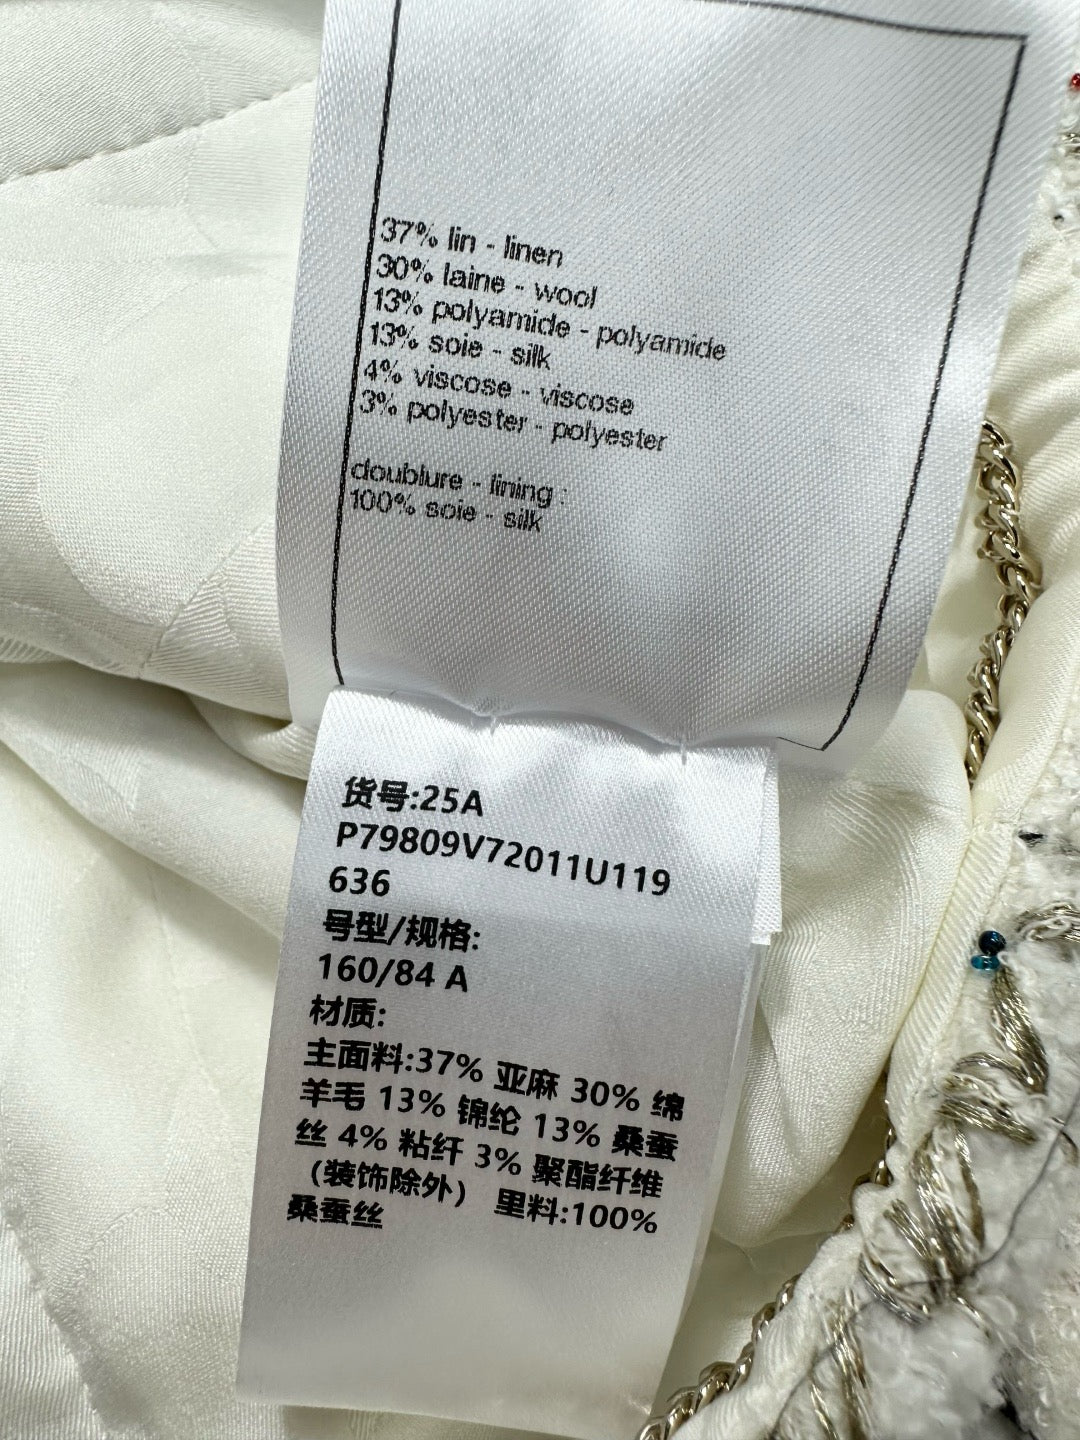 37% lin - linen
30% laine - wool
13% polyamide - polyamide
13% soie - silk
4% viscose - viscose
3% polyester - polyester
doublure - lining :
100% soie - silk
货号:25A
P79809V72011U119
636
号型/规格:
160/84 A
材质:
主面料:37% 亚麻 30% 绵
羊毛 13% 锦纶 13% 桑蚕
丝 4% 粘纤 3% 聚酯纤维
（装饰除外） 里料:100%
桑蚕丝